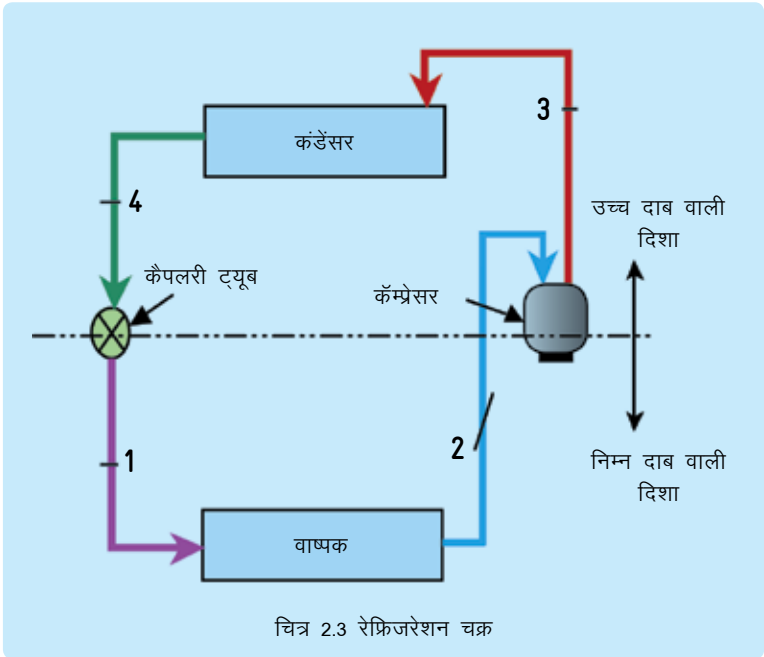 3
कंडेंसर
4
उच्च दाब वाली
दिशा
कैपलरी ट्यूब
कॅम्प्रेसर
2
1
निम्न दाब वाली
दिशा
वाष्पक
चित्र 2.3 रेफ्रिजरेशन चक्र